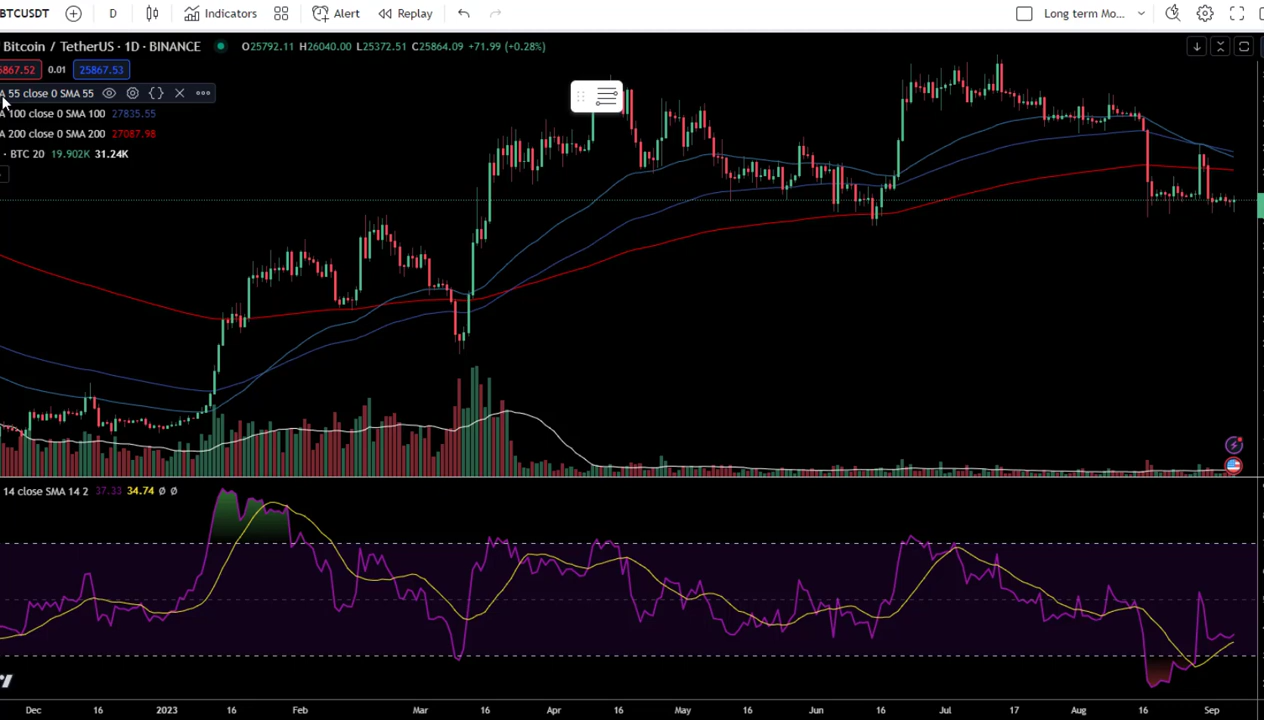 BTCUSDT D Indicators Alert Replay Long term Mo...
Bitcoin / TetherUS · 1D · BINANCE O25792.11 H26040.00 L25372.51 C25864.09 +71.99 (+0.28%)
5867.52 0.01 25867.53
A 55 close 0 SMA 55
A 100 close 0 SMA 100 27835.55
A 200 close 0 SMA 200 27087.98
· BTC 20 19.902K 31.24K
14 close SMA 14 2 37.33 34.74 Ø Ø
Dec 16 2023 16 Feb Mar 16 Apr 16 May 16 Jun 16 Jul 17 Aug 16 Sep